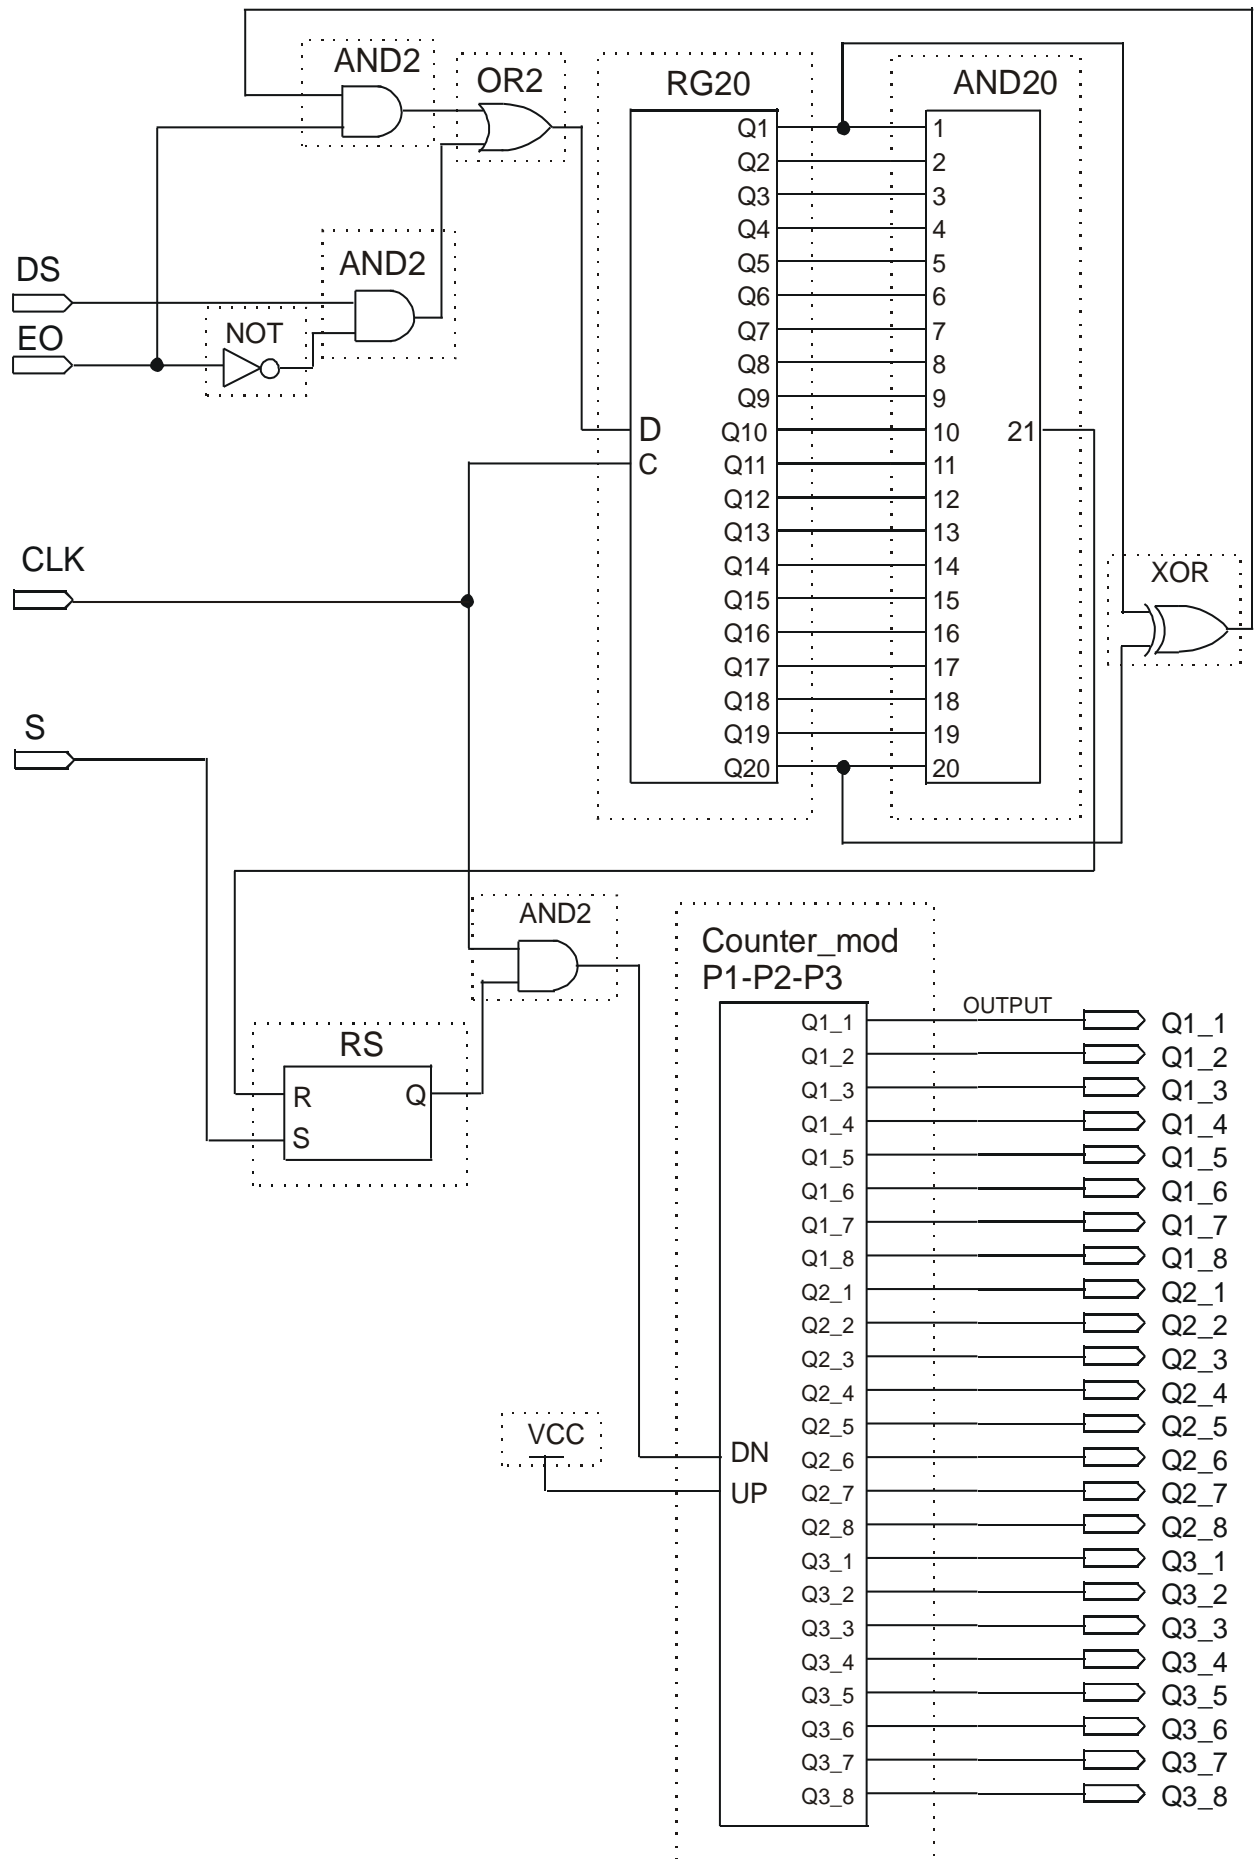 AND2
OR2
RG20
AND20
Q1
1
Q2
2
Q3
3
Q4
4
AND2
Q5
5
DS
Q6
6
EO
NOT
Q7
7
Q8
8
Q9
9
D
Q10
10
21
C
Q11
11
Q12
12
Q13
13
CLK
Q14
14
XOR
Q15
15
Q16
16
Q17
17
S
Q18
18
Q19
19
Q20
20
AND2
Counter_mod
P1-P2-P3
OUTPUT
Q1_1
Q1_1
RS
Q1_2
Q1_2
R
Q
Q1_3
Q1_3
S
Q1_4
Q1_4
Q1_5
Q1_5
Q1_6
Q1_6
Q1_7
Q1_7
Q1_8
Q1_8
Q2_1
Q2_1
Q2_2
Q2_2
Q2_3
Q2_3
Q2_4
Q2_4
VCC
Q2_5
Q2_5
DN
Q2_6
Q2_6
UP
Q2_7
Q2_7
Q2_8
Q2_8
Q3_1
Q3_1
Q3_2
Q3_2
Q3_3
Q3_3
Q3_4
Q3_4
Q3_5
Q3_5
Q3_6
Q3_6
Q3_7
Q3_7
Q3_8
Q3_8